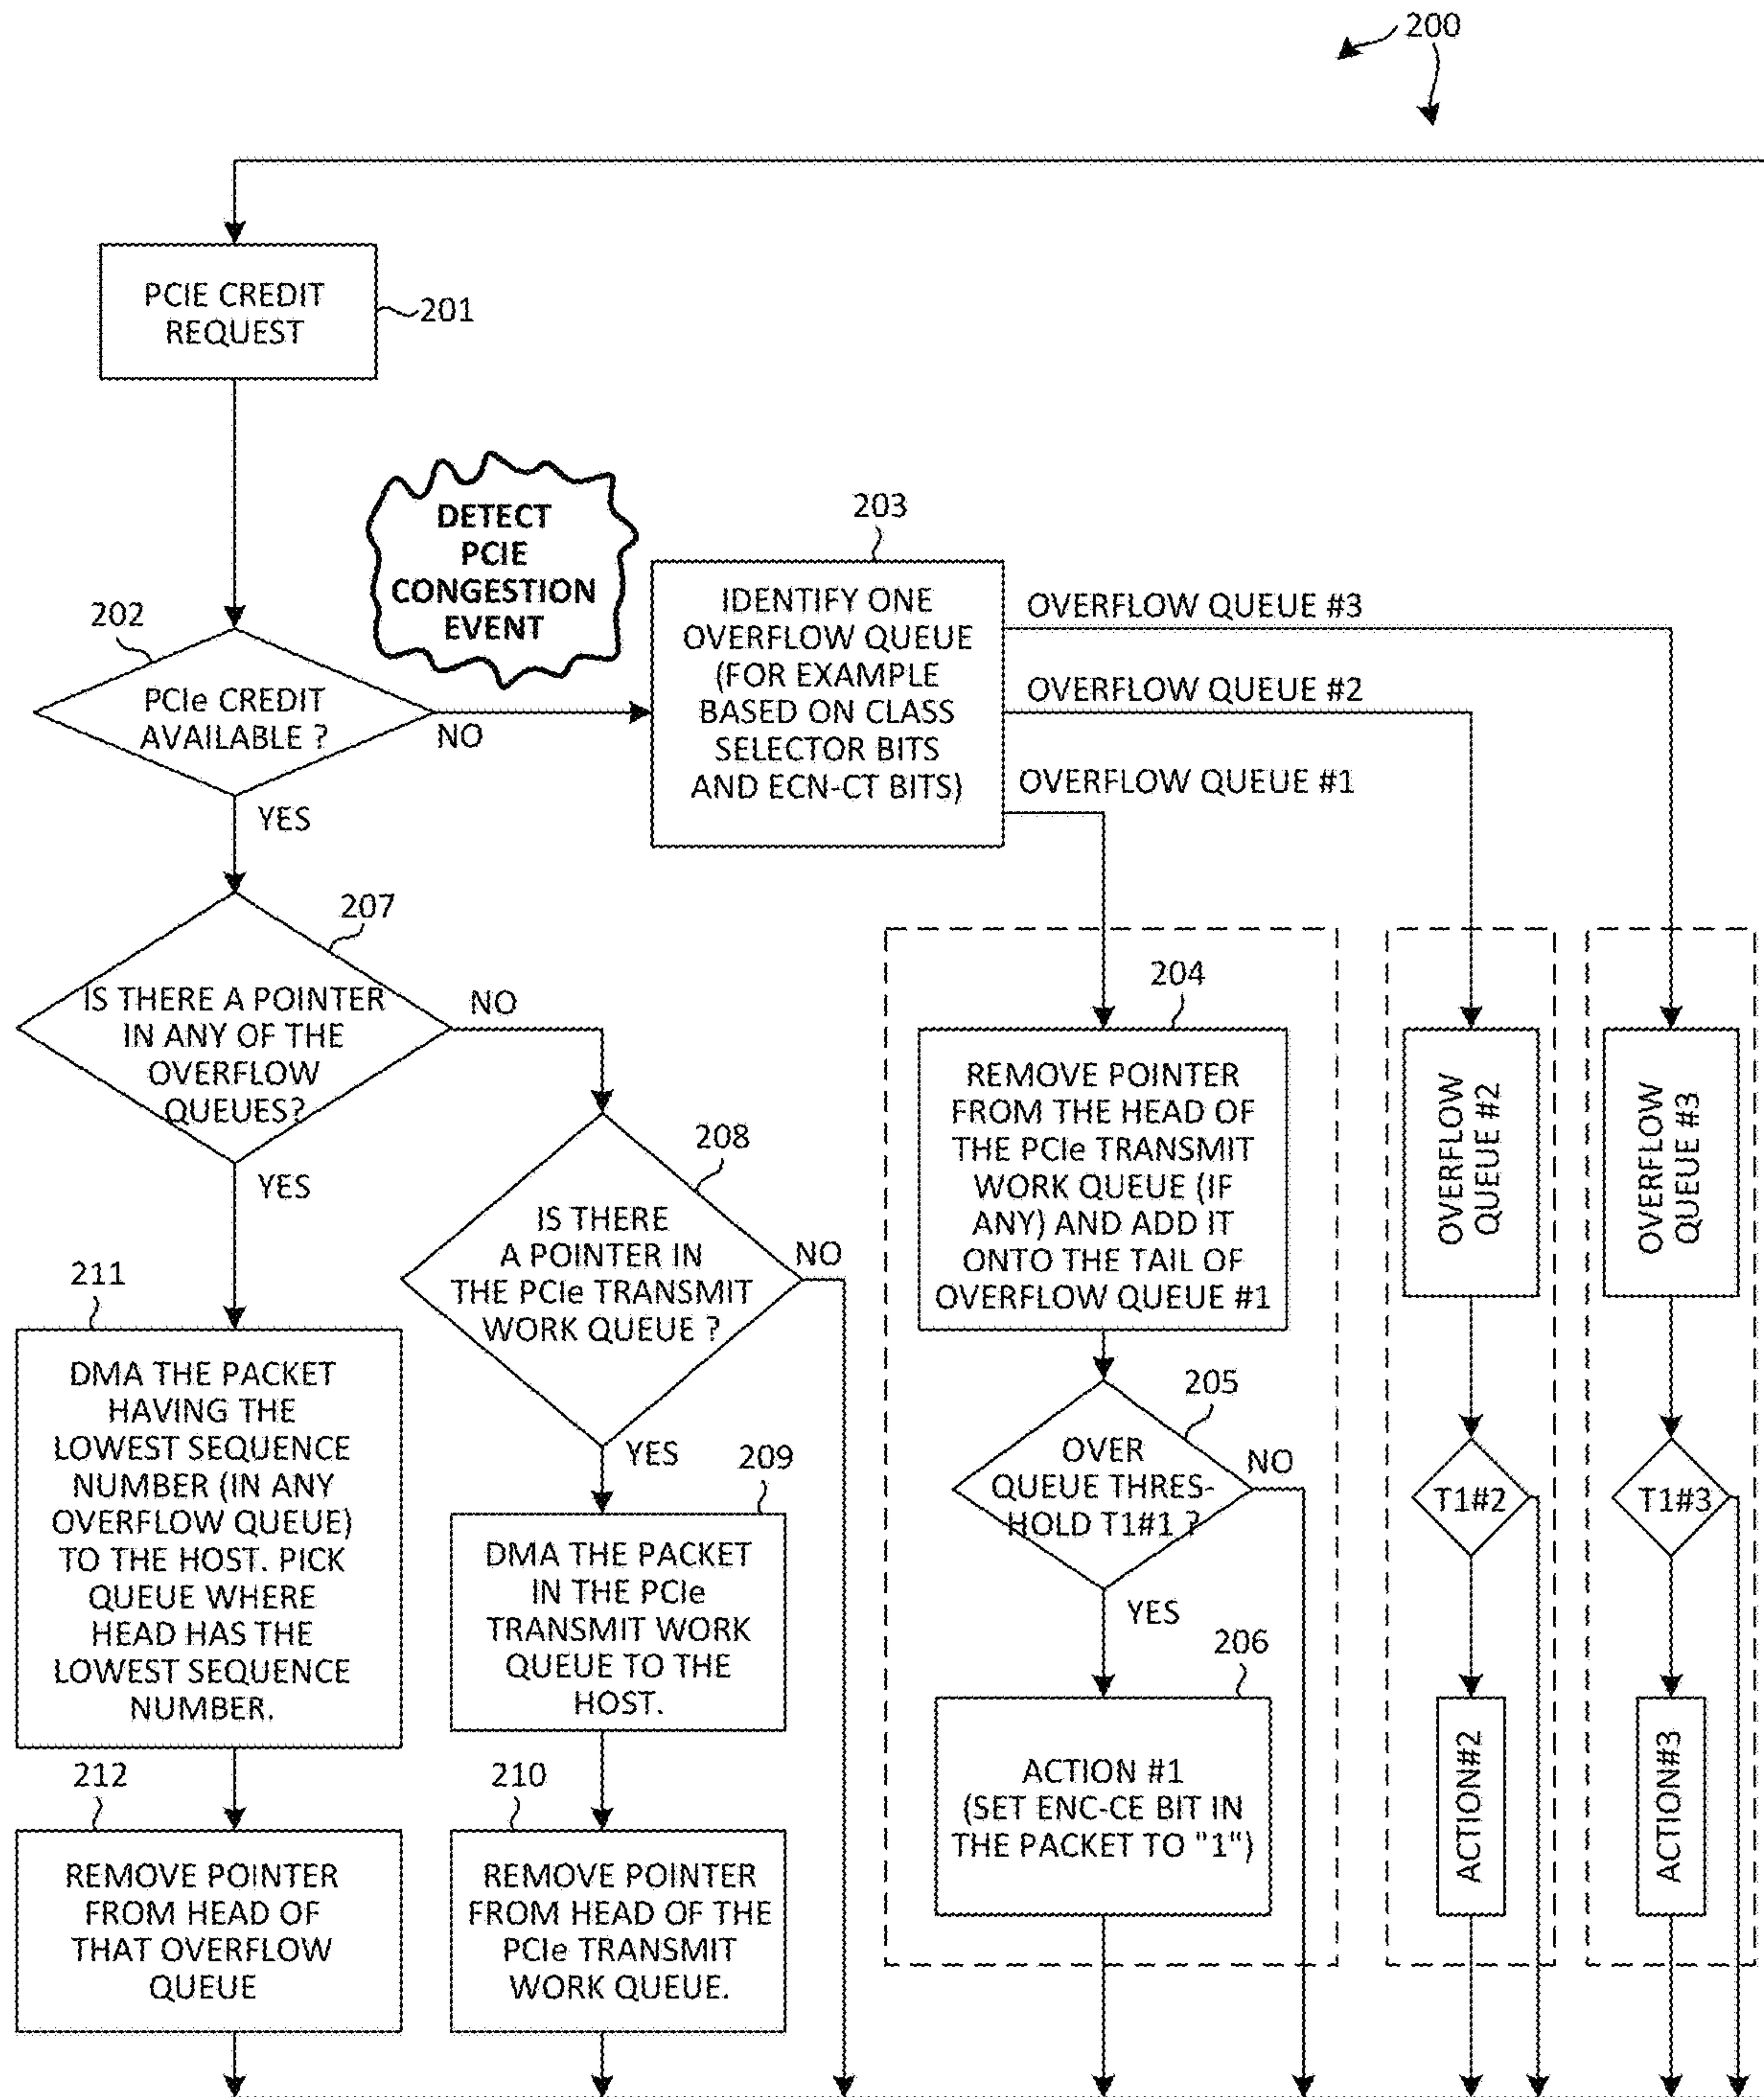 200
PCIE CREDIT
REQUEST
201
DETECT
PCIE
CONGESTION
EVENT
202
PCIe CREDIT
AVAILABLE ?
NO
YES
203
IDENTIFY ONE
OVERFLOW QUEUE
(FOR EXAMPLE
BASED ON CLASS
SELECTOR BITS
AND ECN-CT BITS)
OVERFLOW QUEUE #3
OVERFLOW QUEUE #2
OVERFLOW QUEUE #1
207
IS THERE A POINTER
IN ANY OF THE
OVERFLOW
QUEUES?
NO
YES
208
IS THERE
A POINTER IN
THE PCIe TRANSMIT
WORK QUEUE ?
NO
YES
204
REMOVE POINTER
FROM THE HEAD OF
THE PCIe TRANSMIT
WORK QUEUE (IF
ANY) AND ADD IT
ONTO THE TAIL OF
OVERFLOW QUEUE #1
OVERFLOW
QUEUE #2
OVERFLOW
QUEUE #3
211
DMA THE PACKET
HAVING THE
LOWEST SEQUENCE
NUMBER (IN ANY
OVERFLOW QUEUE)
TO THE HOST. PICK
QUEUE WHERE
HEAD HAS THE
LOWEST SEQUENCE
NUMBER.
209
DMA THE PACKET
IN THE PCIe
TRANSMIT WORK
QUEUE TO THE
HOST.
205
OVER
QUEUE THRES-
HOLD T1#1 ?
NO
YES
T1#2
T1#3
206
ACTION #1
(SET ENC-CE BIT IN
THE PACKET TO "1")
ACTION#2
ACTION#3
212
REMOVE POINTER
FROM HEAD OF
THAT OVERFLOW
QUEUE
210
REMOVE POINTER
FROM HEAD OF THE
PCIe TRANSMIT
WORK QUEUE.